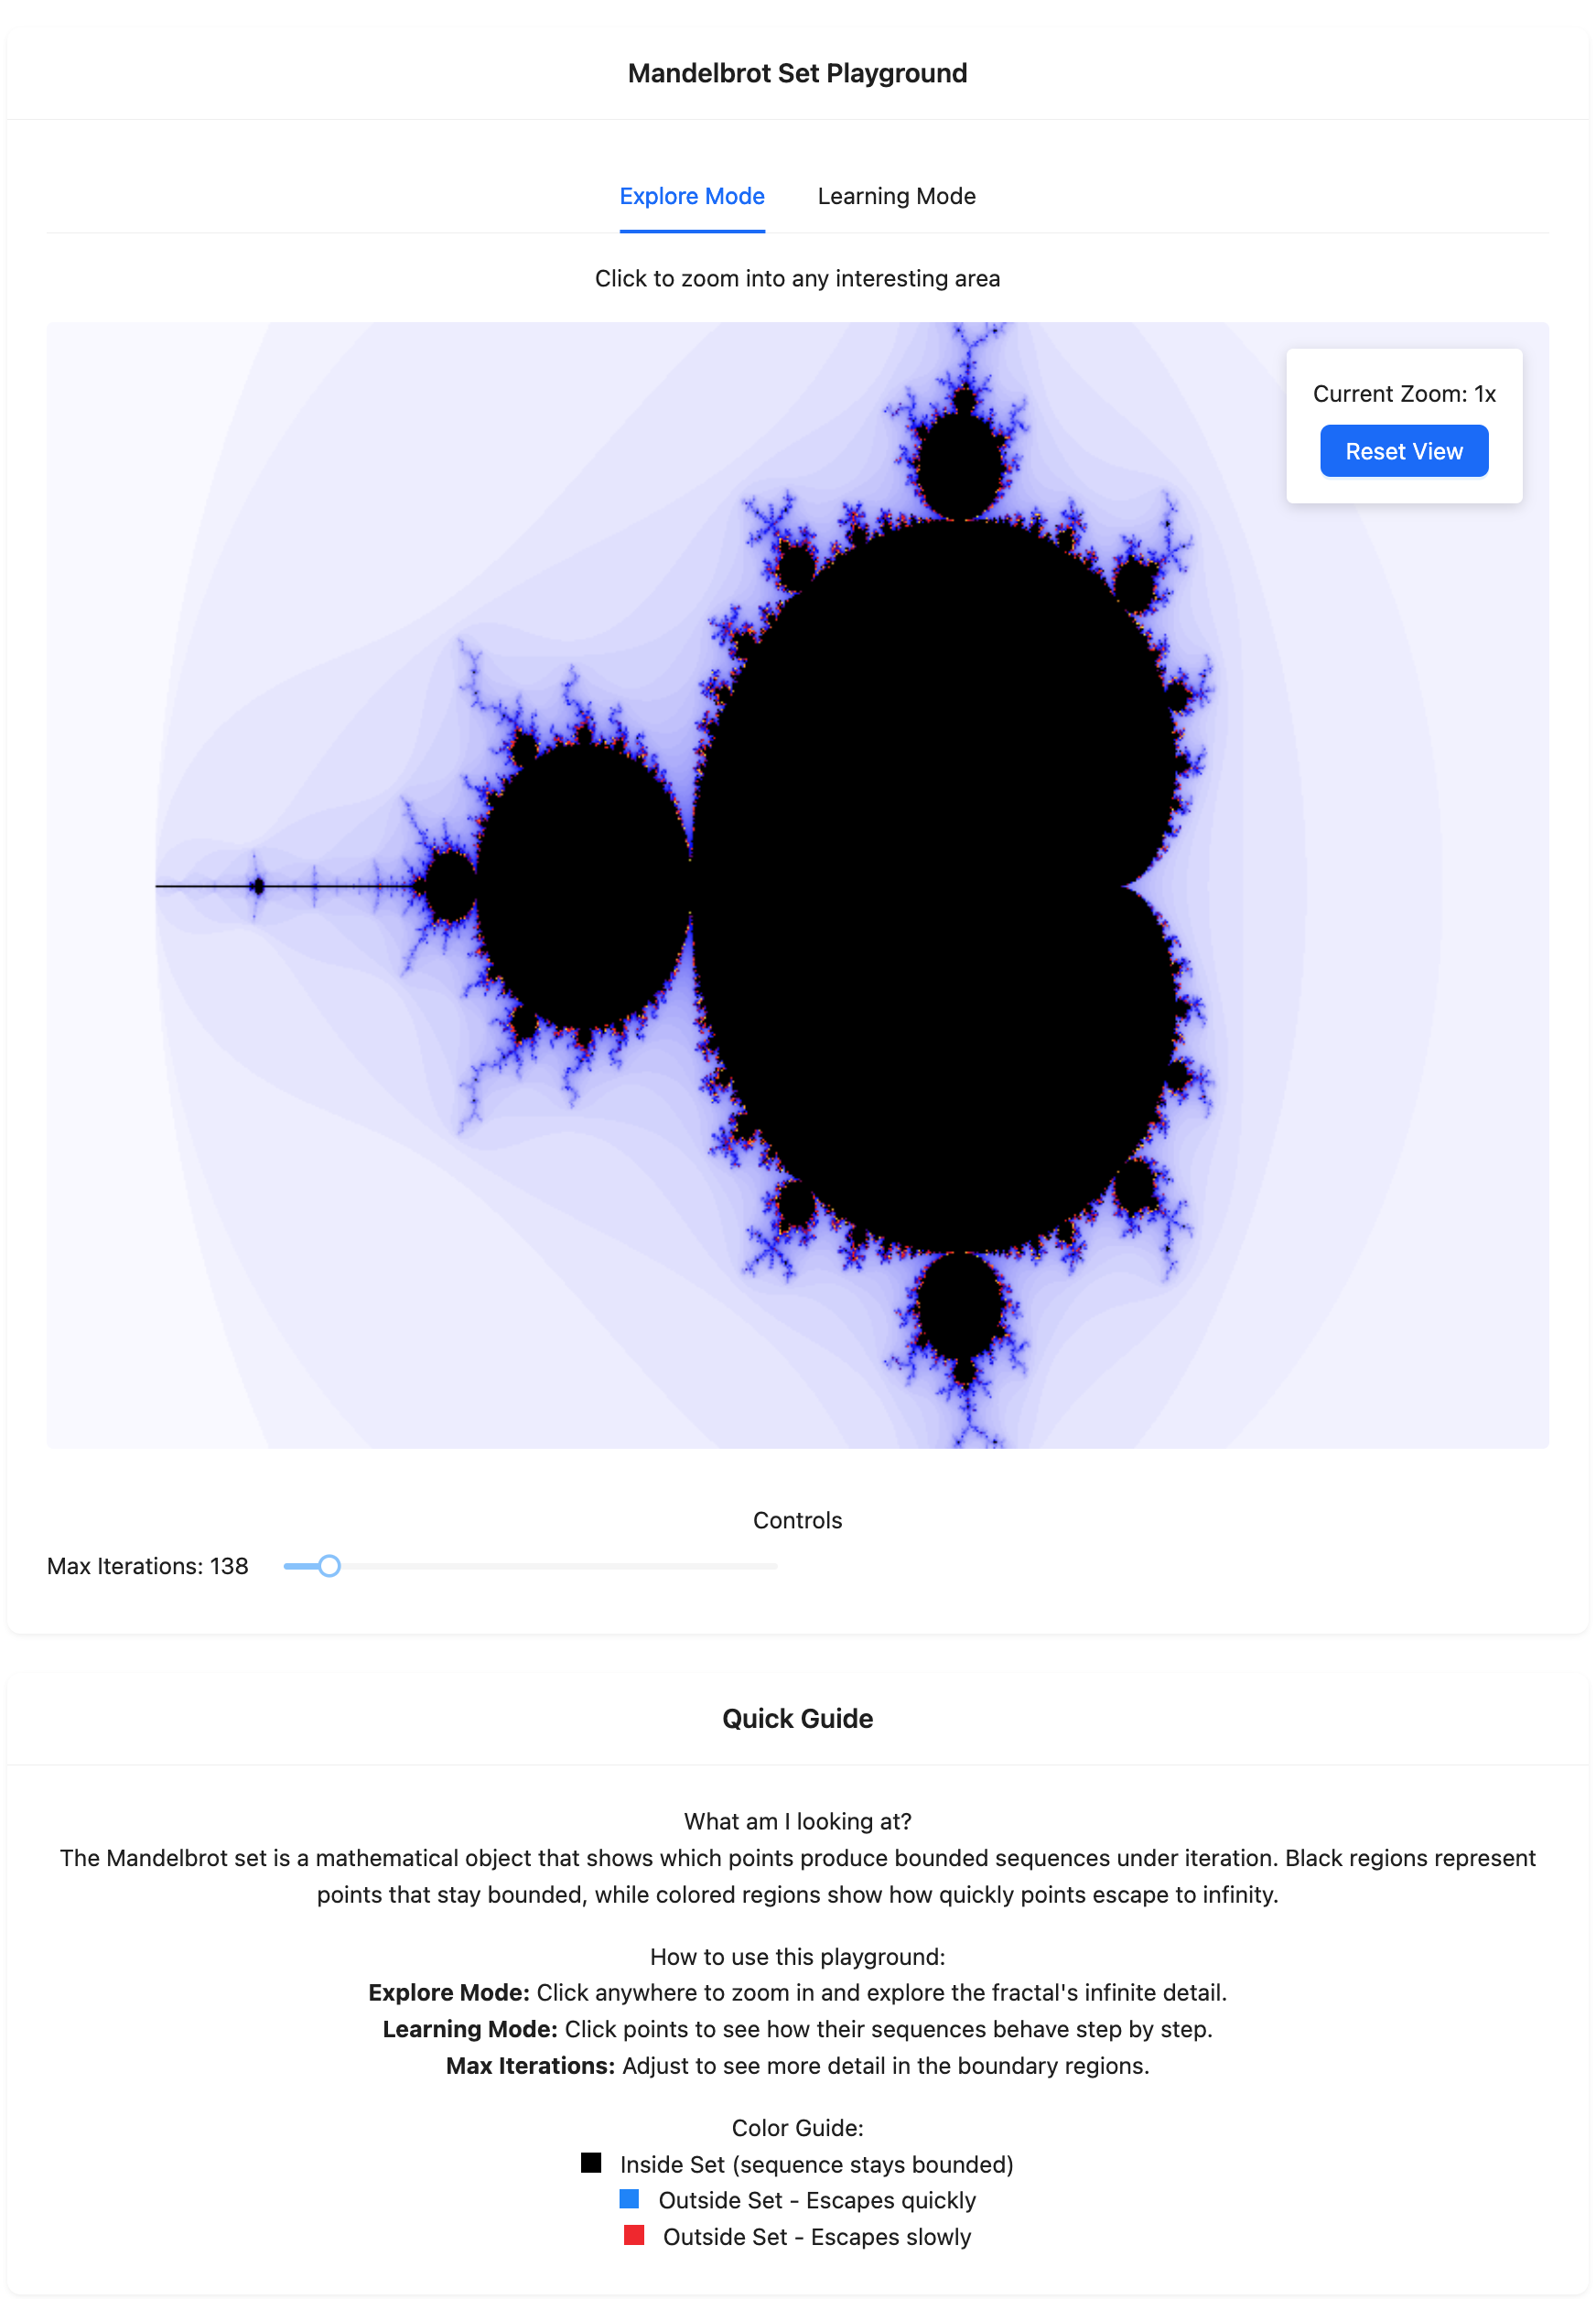 Mandelbrot Set Playground
Explore Mode
Learning Mode
Click to zoom into any interesting area
Current Zoom: 1x
Reset View
Controls
Max Iterations: 138
Quick Guide
What am I looking at?
The Mandelbrot set is a mathematical object that shows which points produce bounded sequences under iteration. Black regions represent
points that stay bounded, while colored regions show how quickly points escape to infinity.
How to use this playground:
Explore Mode: Click anywhere to zoom in and explore the fractal's infinite detail.
Learning Mode: Click points to see how their sequences behave step by step.
Max Iterations: Adjust to see more detail in the boundary regions.
Color Guide:
Inside Set (sequence stays bounded)
Outside Set - Escapes quickly
Outside Set - Escapes slowly